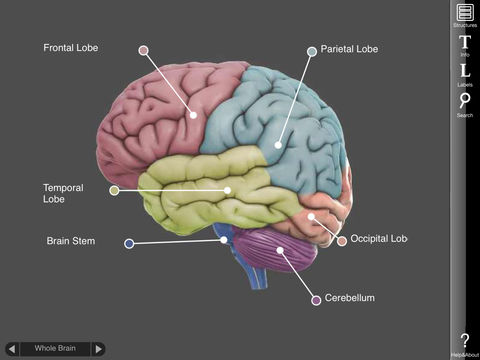 Frontal Lobe
Parietal Lobe
Temporal
Lobe
Brain Stem
Occipital Lob
Cerebellum
Whole Brain
Structures
T
Info
L
Labels
Search
?
Help&About